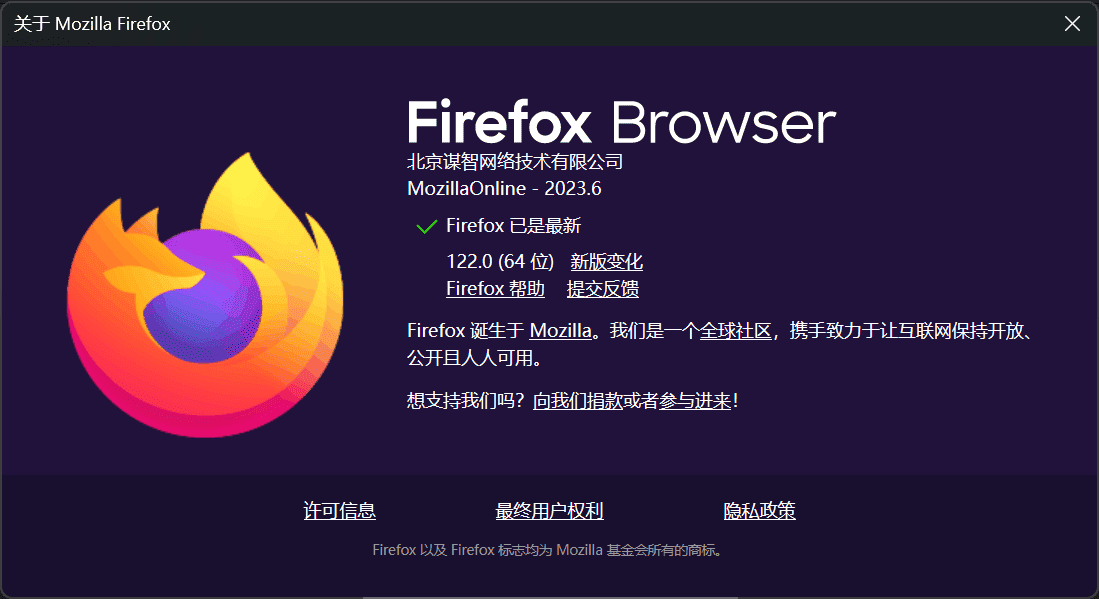 关于 Mozilla Firefox
Firefox Browser
北京谋智网络技术有限公司
MozillaOnline - 2023.6
Firefox 已是最新
122.0 (64 位) 新版变化
Firefox 帮助 提交反馈
Firefox 诞生于 Mozilla。我们是一个全球社区，携手致力于让互联网保持开放、
公开且人人可用。
想支持我们吗？向我们捐款或者参与进来！
许可信息 最终用户权利 隐私政策
Firefox 以及 Firefox 标志均为 Mozilla 基金会所有的商标。